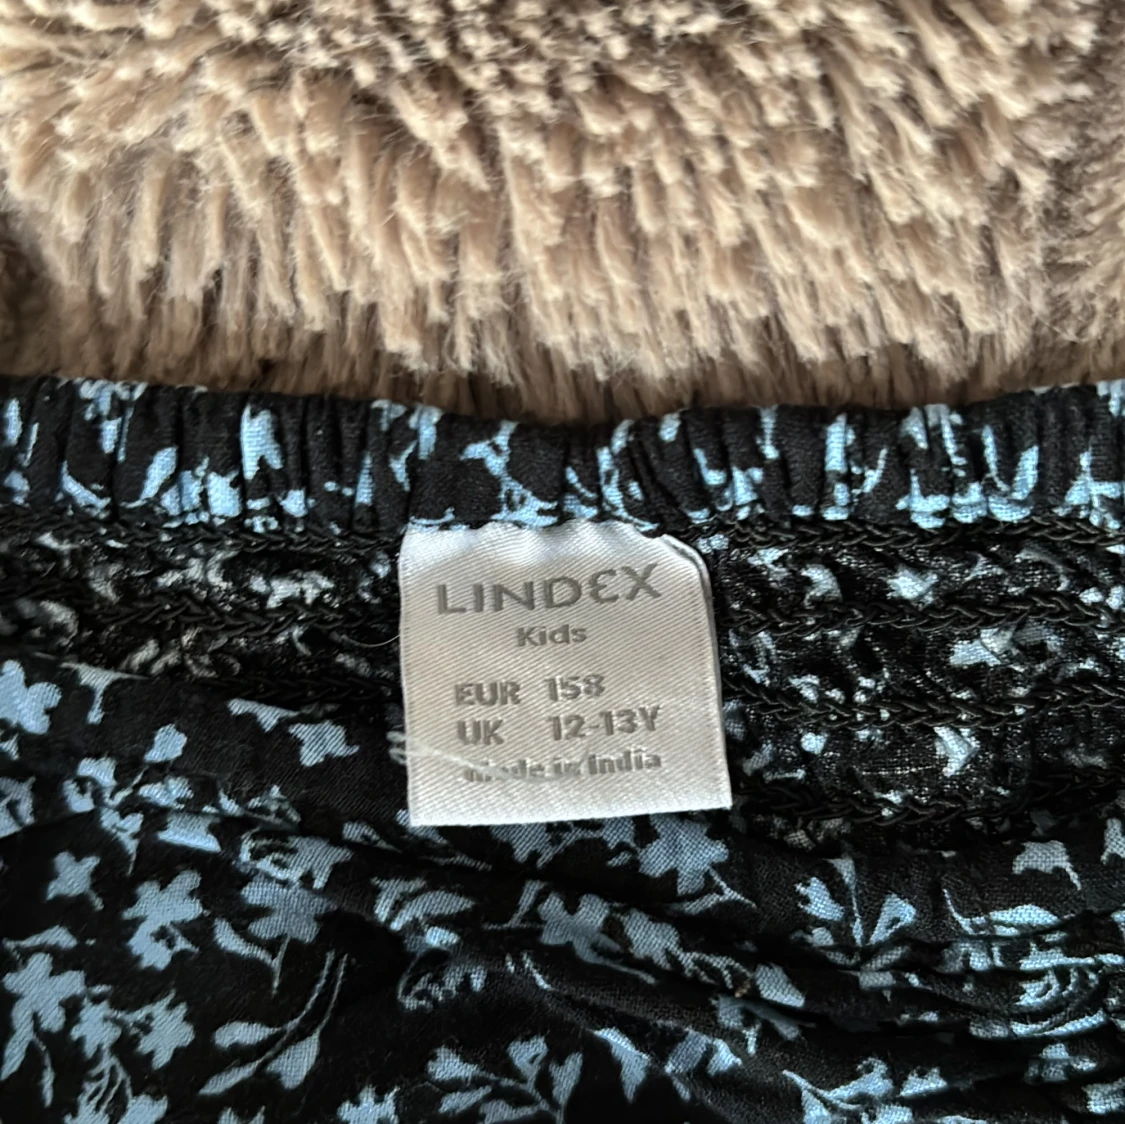 LINDEX
Kids
EUR 158
UK 12-13Y
made in India